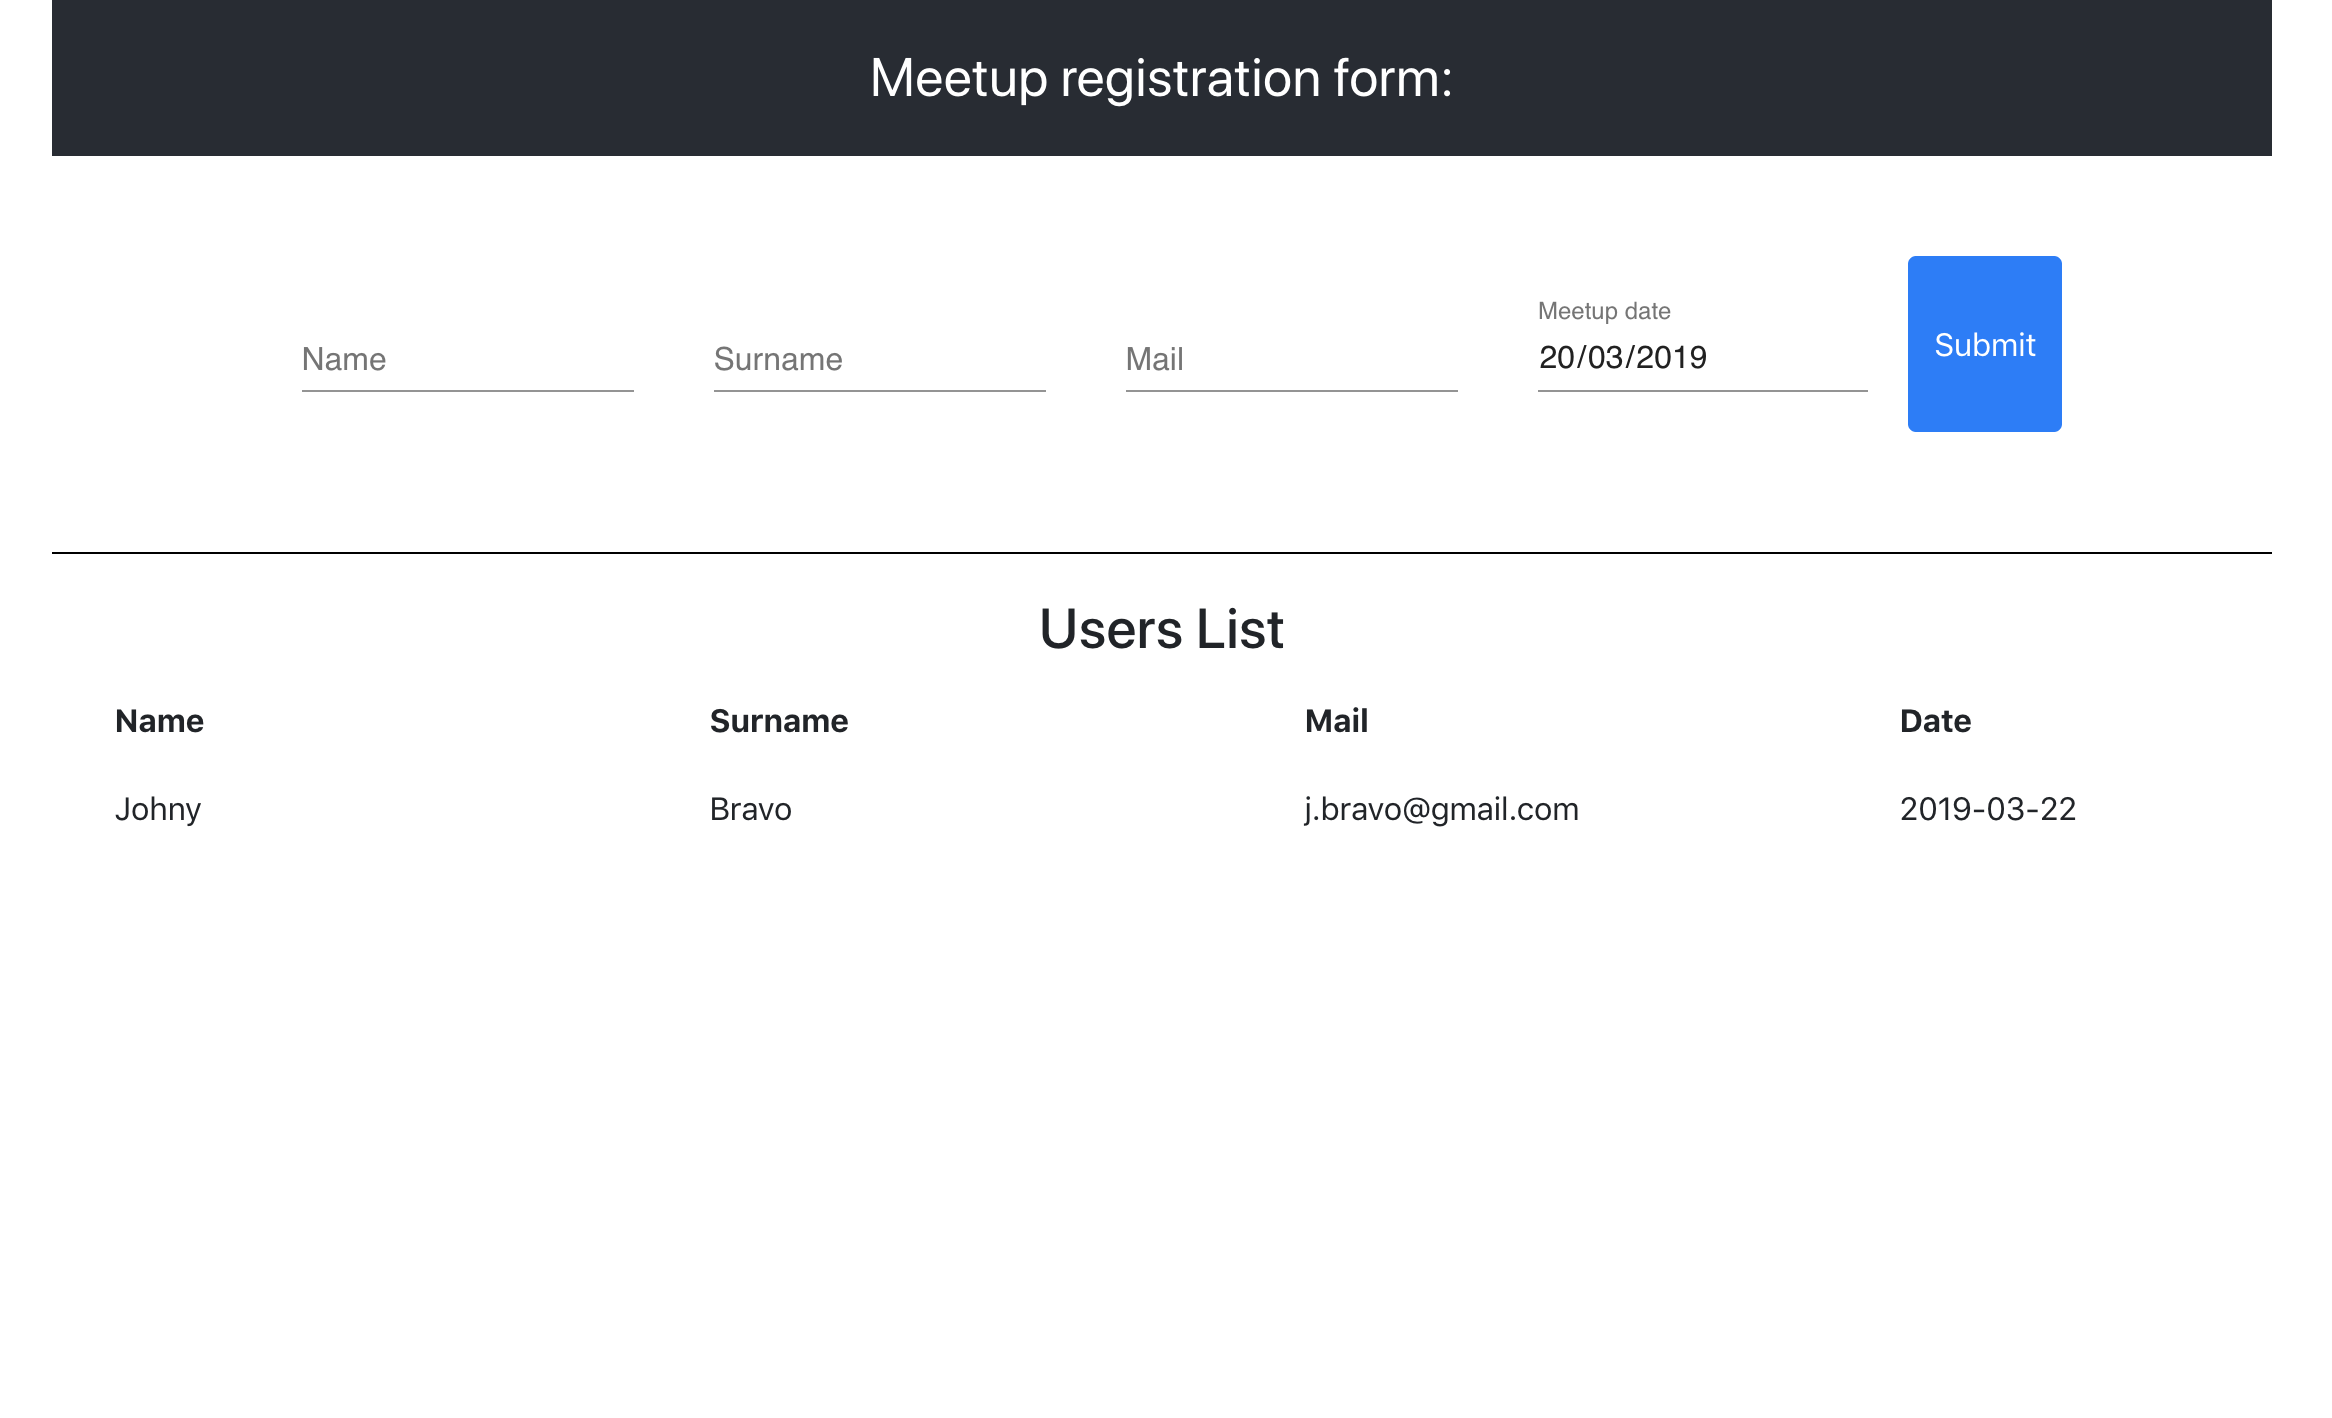 Meetup registration form:
Meetup date
Name Surname Mail 20/03/2019 Submit
Users List
Name Surname Mail Date
Johny Bravo j.bravo@gmail.com 2019-03-22